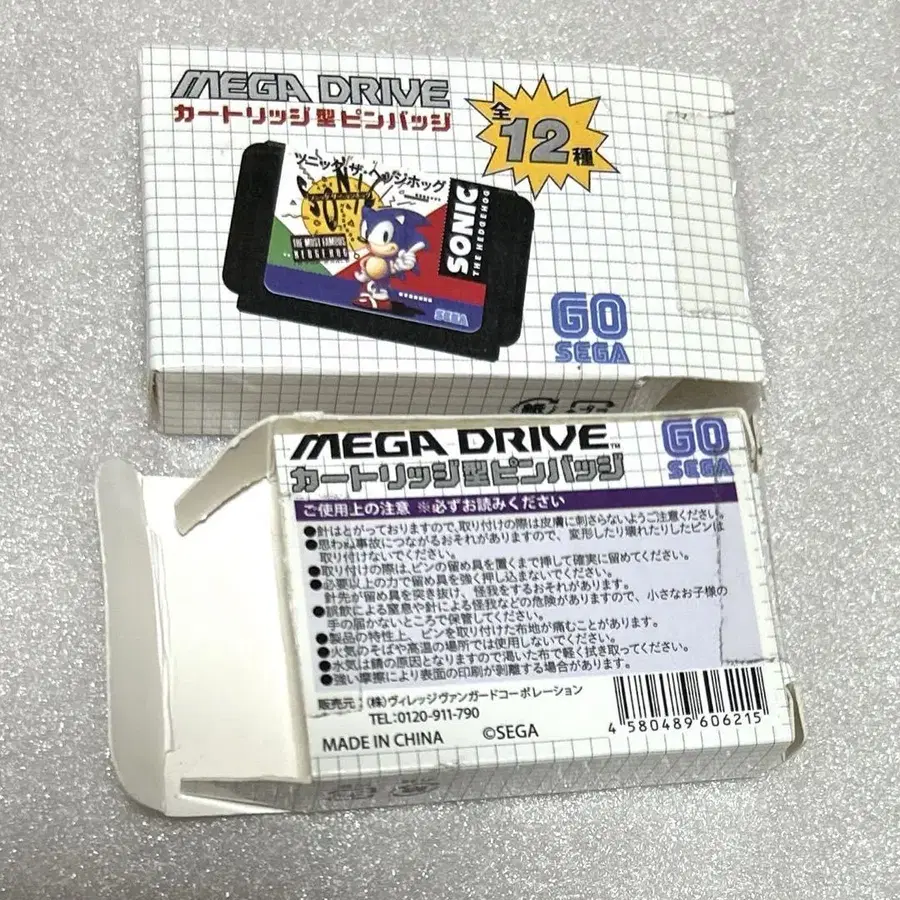 MEGA DRIVE
カートリッジ型ピンバッジ
全
12
種
ソニック・ザ・ヘッジホッグ
THE MOST FAMOUS
HEDGEHOG
SONIC
THE HEDGEHOG
SEGA
GO
SEGA
紙
MEGA DRIVE™
カートリッジ型ピンバッジ
GO
SEGA
ご使用上の注意 ※必ずお読みください
●針はとがっておりますので、取り付けの際は皮膚に刺さらないようご注意ください。
●思わぬ事故につながるおそれがありますので、変形したり壊れたりしたピンは
取り付けないでください。
●取り付けの際は、ピンの留め具を置くまで挿して確実に留めてください。
●必要以上の力で留め具を強く押し込まないでください。
針先が留め具を突き抜け、怪我をするおそれがあります。
●誤飲による窒息や針による怪我などの危険がありますので、小さなお子様の
手の届かないところで保管してください。
●製品の特性上、ピンを取り付けた布地が痛むことがあります。
●火気のそばや高温の場所では使用しないでください。
●水気は錆の原因となりますので渇いた布で軽く拭き取ってください。
●強い摩擦により表面の印刷が剥離する場合があります。
販売元：(株)ヴィレッジヴァンガードコーポレーション
TEL:0120-911-790
MADE IN CHINA ©SEGA
4 580489 606215